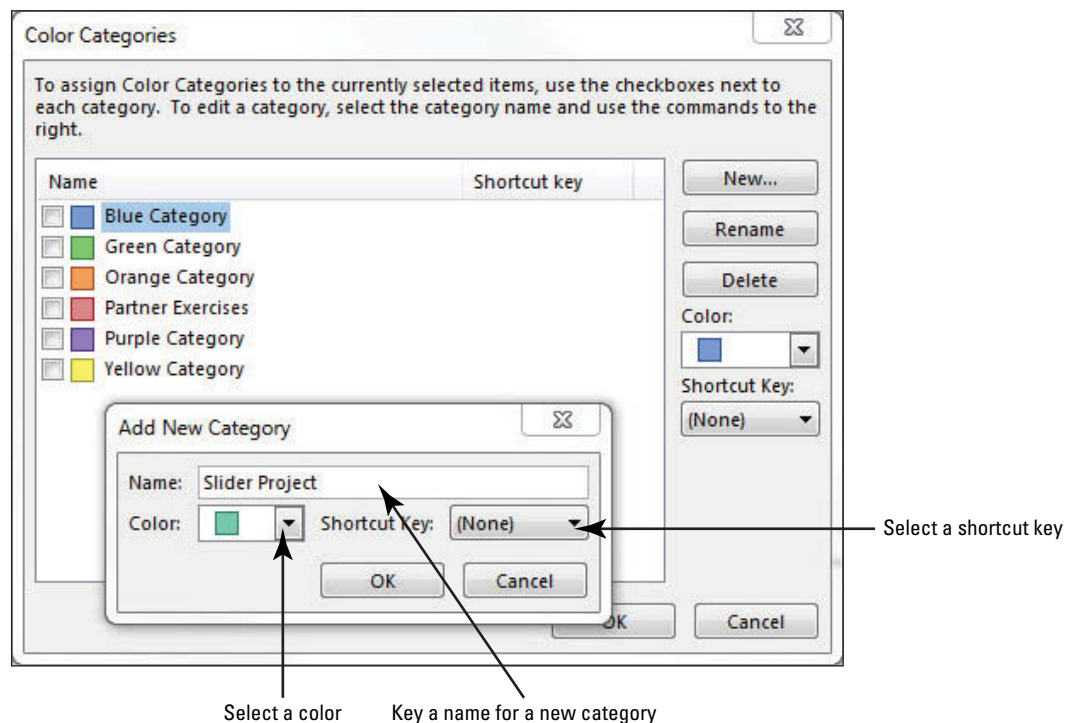 Color Categories
To assign Color Categories to the currently selected items, use the checkboxes next to
each category. To edit a category, select the category name and use the commands to the
right.
Name Shortcut key
Blue Category
Green Category
Orange Category
Partner Exercises
Purple Category
Yellow Category
New...
Rename
Delete
Color:
Shortcut Key:
(None)
Add New Category
Name: Slider Project
Color: Shortcut Key: (None)
OK Cancel
OK Cancel
Select a shortcut key
Select a color Key a name for a new category